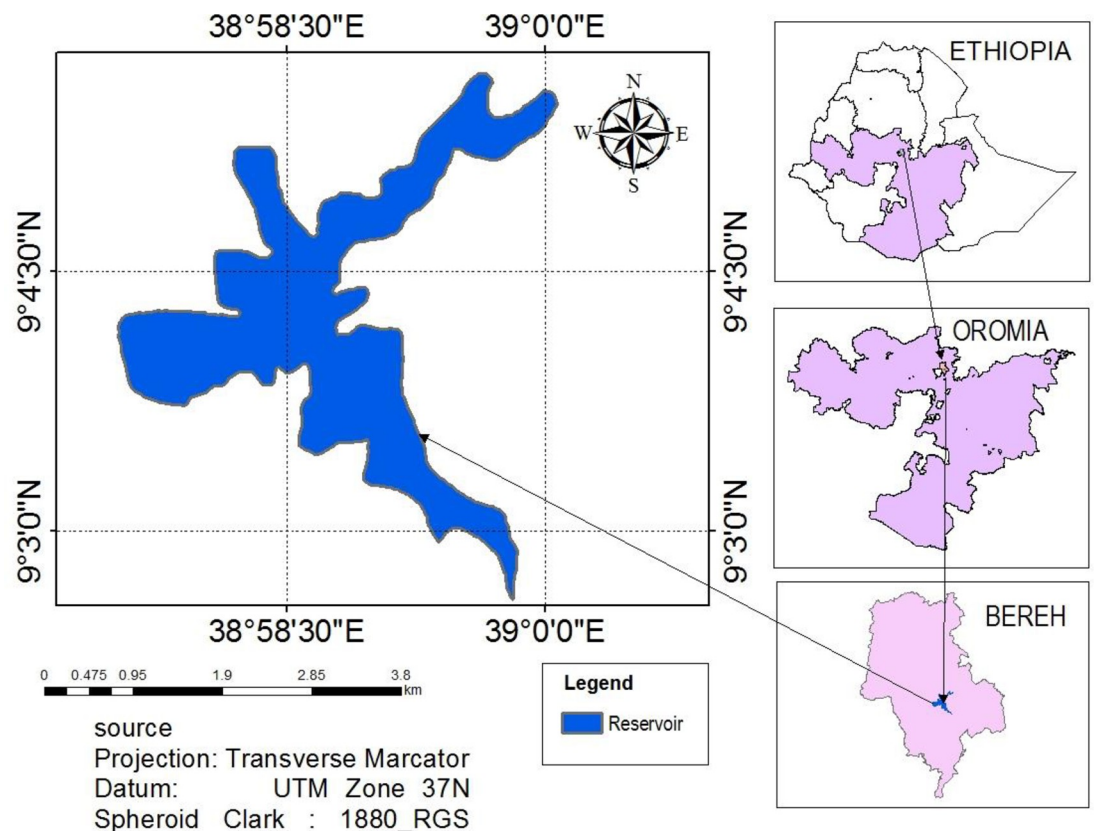 38°58'30"E 39°0'0"E
N
W E
S
9°4'30"N 9°4'30"N
9°3'0"N 9°3'0"N
38°58'30"E 39°0'0"E
ETHIOPIA
OROMIA
BEREH
0 0.475 0.95 1.9 2.85 3.8
km
Legend
Reservoir
source
Projection: Transverse Marcator
Datum: UTM Zone 37N
Spheroid Clark : 1880_RGS